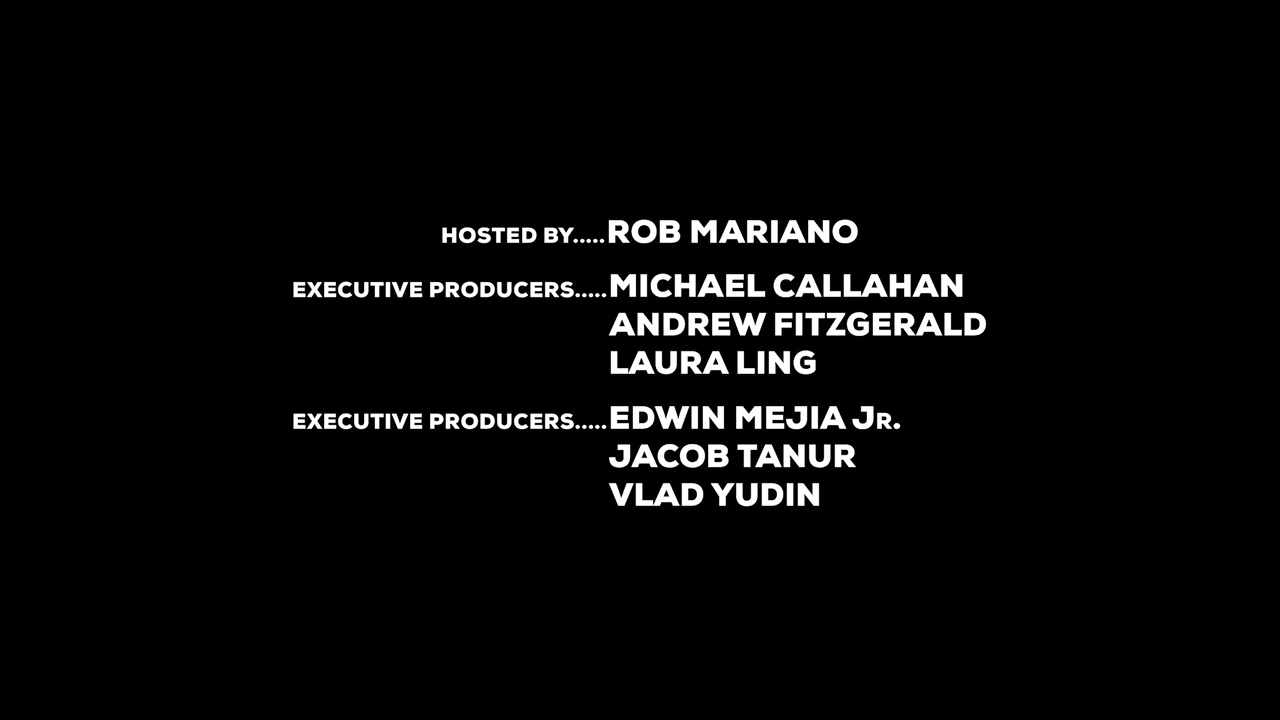 HOSTED BY.....ROB MARIANO
EXECUTIVE PRODUCERS.....MICHAEL CALLAHAN
ANDREW FITZGERALD
LAURA LING
EXECUTIVE PRODUCERS.....EDWIN MEJIA JR.
JACOB TANUR
VLAD YUDIN